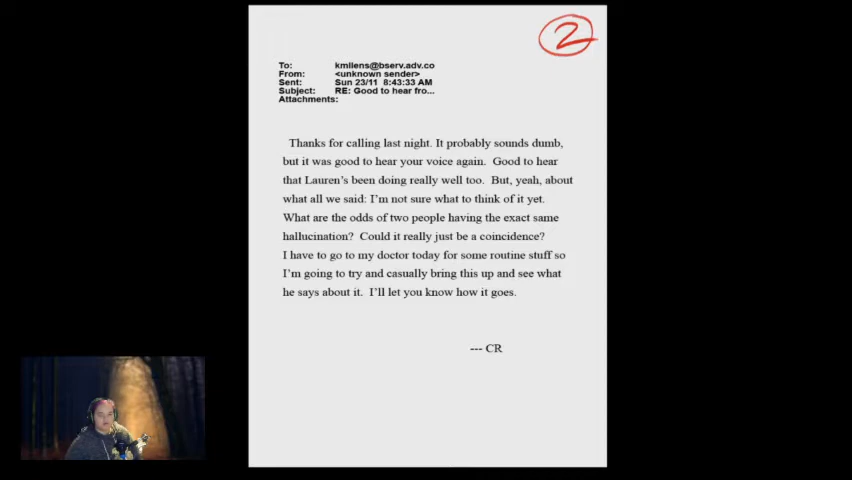 2
To: kmllens@bserv.adv.co
From: <unknown sender>
Sent: Sun 23/11 8:43:33 AM
Subject: RE: Good to hear fro...
Attachments:
Thanks for calling last night. It probably sounds dumb,
but it was good to hear your voice again. Good to hear
that Lauren's been doing really well too. But, yeah, about
what all we said: I'm not sure what to think of it yet.
What are the odds of two people having the exact same
hallucination? Could it really just be a coincidence?
I have to go to my doctor today for some routine stuff so
I'm going to try and casually bring this up and see what
he says about it. I'll let you know how it goes.
--- CR